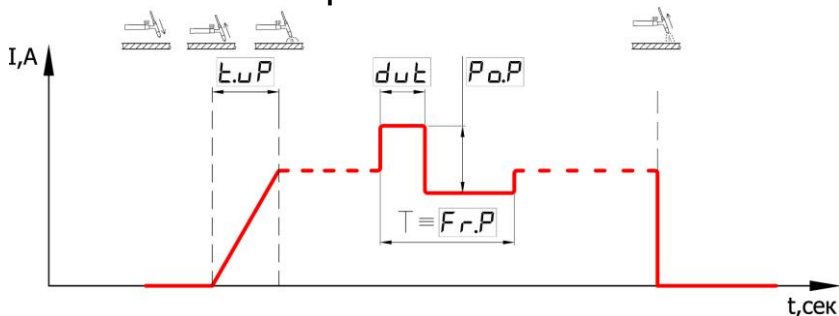 I,A
t.uP
dut
Po.P
T ≡ Fr.P
t,сек